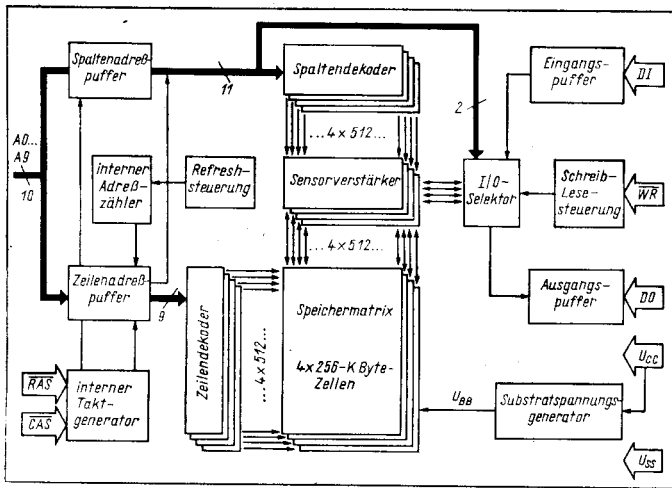 Spaltenadreß-
puffer
11
Spaltendekoder
2
Eingangs-
puffer
DI
A0...
A9
10
...4×512...
interner
Adreß-
zähler
Refresh-
steuerung
Sensorverstärker
I/O-
Selektor
Schreib-
Lese-
steuerung
WR
...4×512...
Zeilenadreß-
puffer
9
Zeilendekoder
...4×512...
Speichermatrix
4×256-K Byte-
Zellen
Ausgangs-
puffer
DO
UCC
RAS
CAS
interner
Takt-
generator
UBB
Substratspannungs-
generator
USS